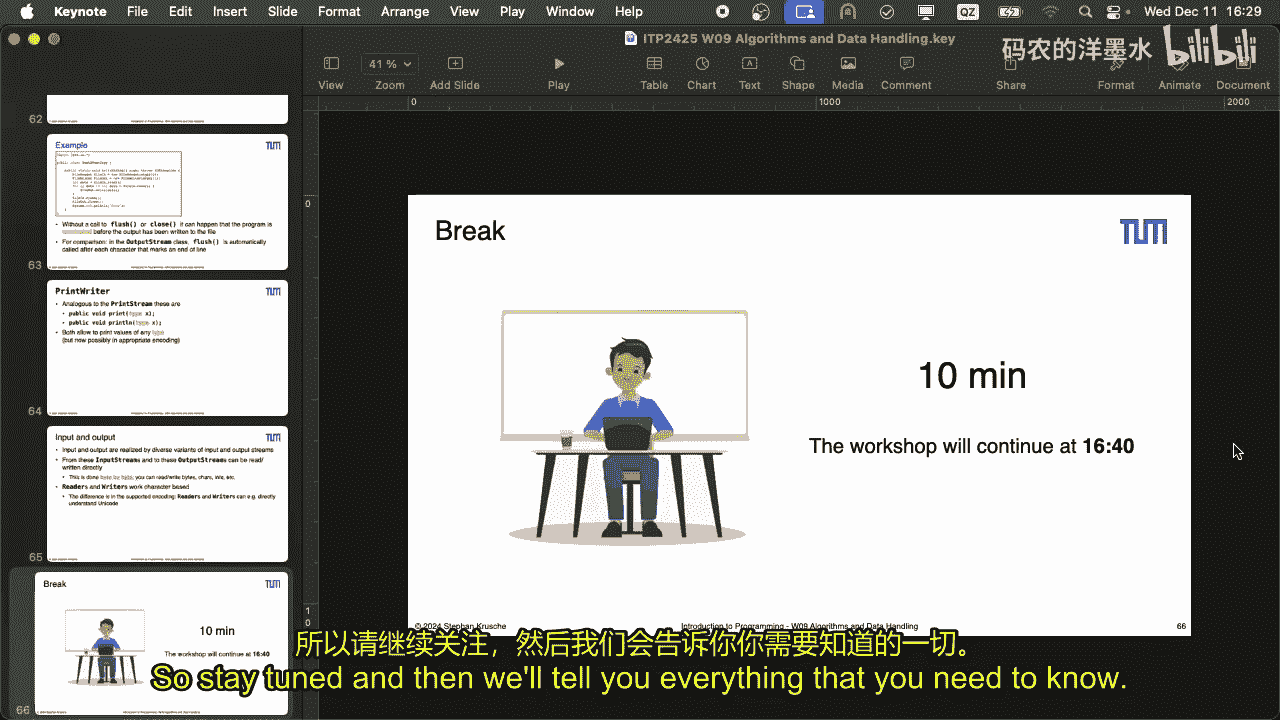 Keynote File Edit Insert Slide Format Arrange View Play Window Help QZ Wed Dec 11 16:29
ITP2425 W09 Algorithms and Data Handling.key
码农的洋墨水 bilibili
41 %
View Zoom Add Slide Play Table Chart Text Shape Media Comment Share Format Animate Document
0 1000 2000
62
Example TUM
Without a call to flush() or close() it can happen that the program is
before the output has been written to the file
For comparison: in the OutputStream class, flush() is automatically
called after each character that marks an end of line
63
PrintWriter TUM
Analogous to the PrintStream these are
public void print(type x);
public void println(type x);
Both allow to print values of any type
(but now possibly in appropriate encoding)
64
Input and output TUM
Input and output are realized by diverse variants of input and output streams
From these InputStreams and to these OutputStreams can be read/
written directly
This is done byte by byte: you can read/write bytes, chars, ints, etc.
Readers and Writers work character based
The difference is in the supported encoding: Readers and Writers can e.g. directly
understand Unicode
65
Break TUM
10 min
The workshop will continue at 16:40
66
0
1
0
Break TUM
10 min
The workshop will continue at 16:40
© 2024 Stephan Krusche Introduction to Programming - W09 Algorithms and Data Handling 66
所以请继续关注，然后我们会告诉你你需要知道的一切。
So stay tuned and then we'll tell you everything that you need to know.